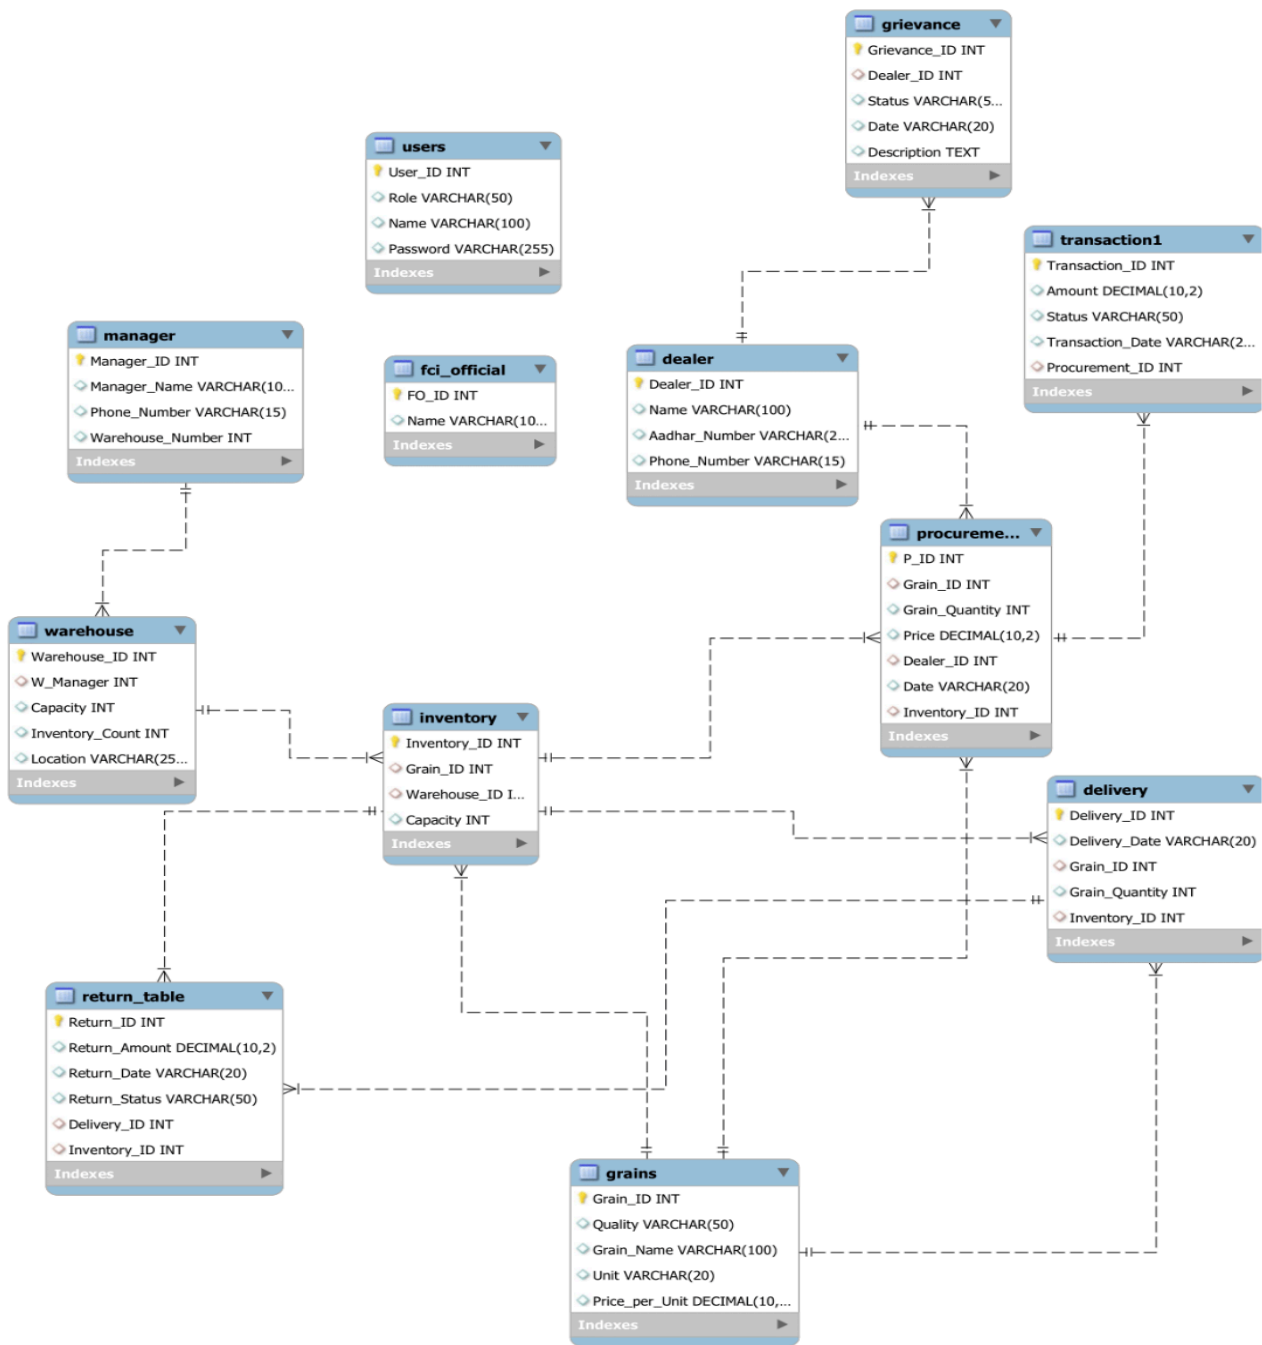 grievance
Grievance_ID INT
Dealer_ID INT
Status VARCHAR(5...
Date VARCHAR(20)
Description TEXT
Indexes
users
User_ID INT
Role VARCHAR(50)
Name VARCHAR(100)
Password VARCHAR(255)
Indexes
transaction1
Transaction_ID INT
Amount DECIMAL(10,2)
Status VARCHAR(50)
Transaction_Date VARCHAR(2...
Procurement_ID INT
Indexes
manager
Manager_ID INT
Manager_Name VARCHAR(10...
Phone_Number VARCHAR(15)
Warehouse_Number INT
Indexes
fci_official
FO_ID INT
Name VARCHAR(10...
Indexes
dealer
Dealer_ID INT
Name VARCHAR(100)
Aadhar_Number VARCHAR(2...
Phone_Number VARCHAR(15)
Indexes
procureme...
P_ID INT
Grain_ID INT
Grain_Quantity INT
Price DECIMAL(10,2)
Dealer_ID INT
Date VARCHAR(20)
Inventory_ID INT
Indexes
warehouse
Warehouse_ID INT
W_Manager INT
Capacity INT
Inventory_Count INT
Location VARCHAR(25...
Indexes
inventory
Inventory_ID INT
Grain_ID INT
Warehouse_ID I...
Capacity INT
Indexes
delivery
Delivery_ID INT
Delivery_Date VARCHAR(20)
Grain_ID INT
Grain_Quantity INT
Inventory_ID INT
Indexes
return_table
Return_ID INT
Return_Amount DECIMAL(10,2)
Return_Date VARCHAR(20)
Return_Status VARCHAR(50)
Delivery_ID INT
Inventory_ID INT
Indexes
grains
Grain_ID INT
Quality VARCHAR(50)
Grain_Name VARCHAR(100)
Unit VARCHAR(20)
Price_per_Unit DECIMAL(10,...
Indexes